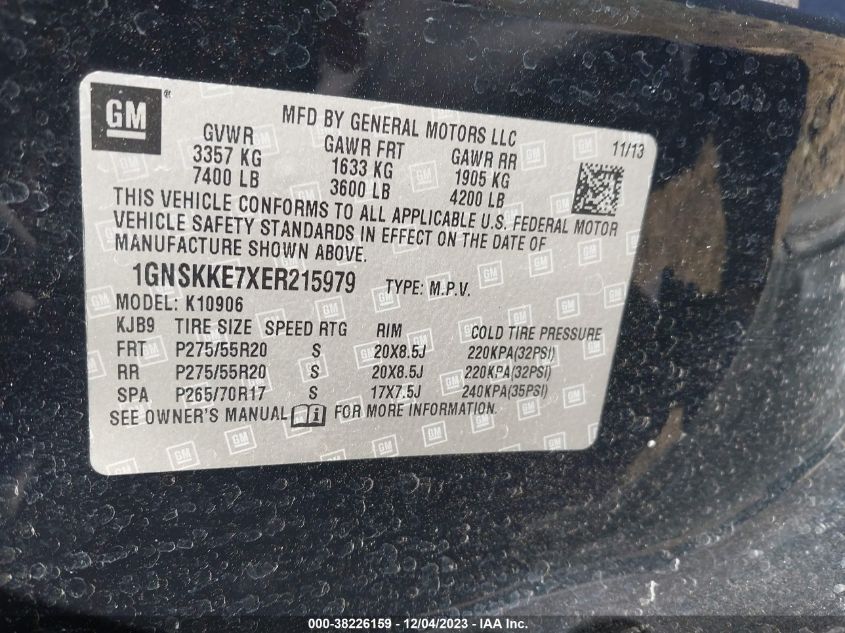 GM ®
MFD BY GENERAL MOTORS LLC
11/13
GVWR GAWR FRT GAWR RR
3357 KG 1633 KG 1905 KG
7400 LB 3600 LB 4200 LB
THIS VEHICLE CONFORMS TO ALL APPLICABLE U.S. FEDERAL MOTOR
VEHICLE SAFETY STANDARDS IN EFFECT ON THE DATE OF
MANUFACTURE SHOWN ABOVE.
1GNSKKE7XER215979 TYPE: M.P.V.
MODEL: K10906
KJB9 TIRE SIZE SPEED RTG RIM COLD TIRE PRESSURE
FRT P275/55R20 S 20X8.5J 220KPA(32PSI)
RR P275/55R20 S 20X8.5J 220KPA(32PSI)
SPA P265/70R17 S 17X7.5J 240KPA(35PSI)
SEE OWNER'S MANUAL i FOR MORE INFORMATION.
000-38226159 - 12/04/2023 - www.iaai.com